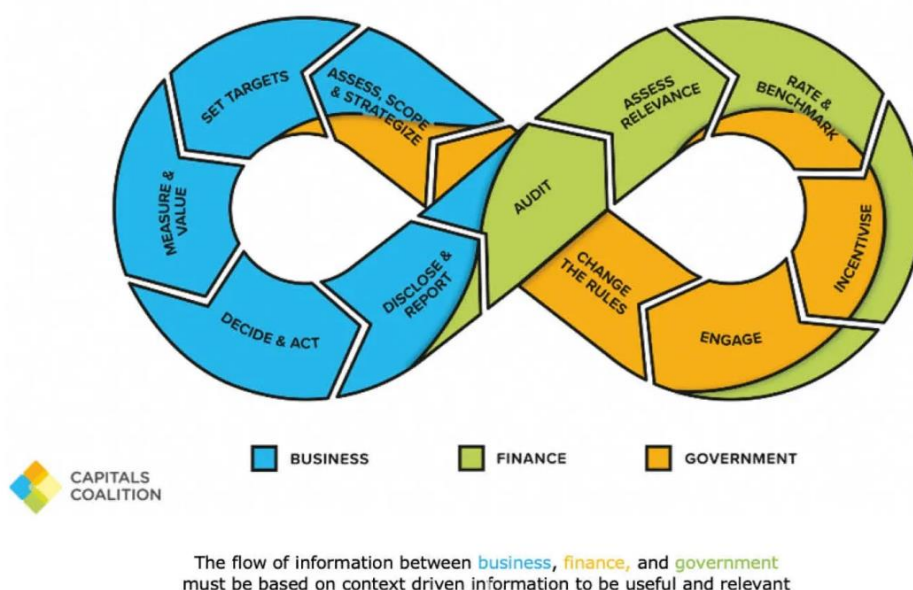 ASSESS, SCOPE
& STRATEGIZE
SET TARGETS
MEASURE &
VALUE
DECIDE & ACT
DISCLOSE &
REPORT
AUDIT
ASSESS
RELEVANCE
RATE &
BENCHMARK
INCENTIVISE
ENGAGE
CHANGE
THE RULES
BUSINESS
FINANCE
GOVERNMENT
CAPITALS
COALITION
The flow of information between business, finance, and government
must be based on context driven information to be useful and relevant